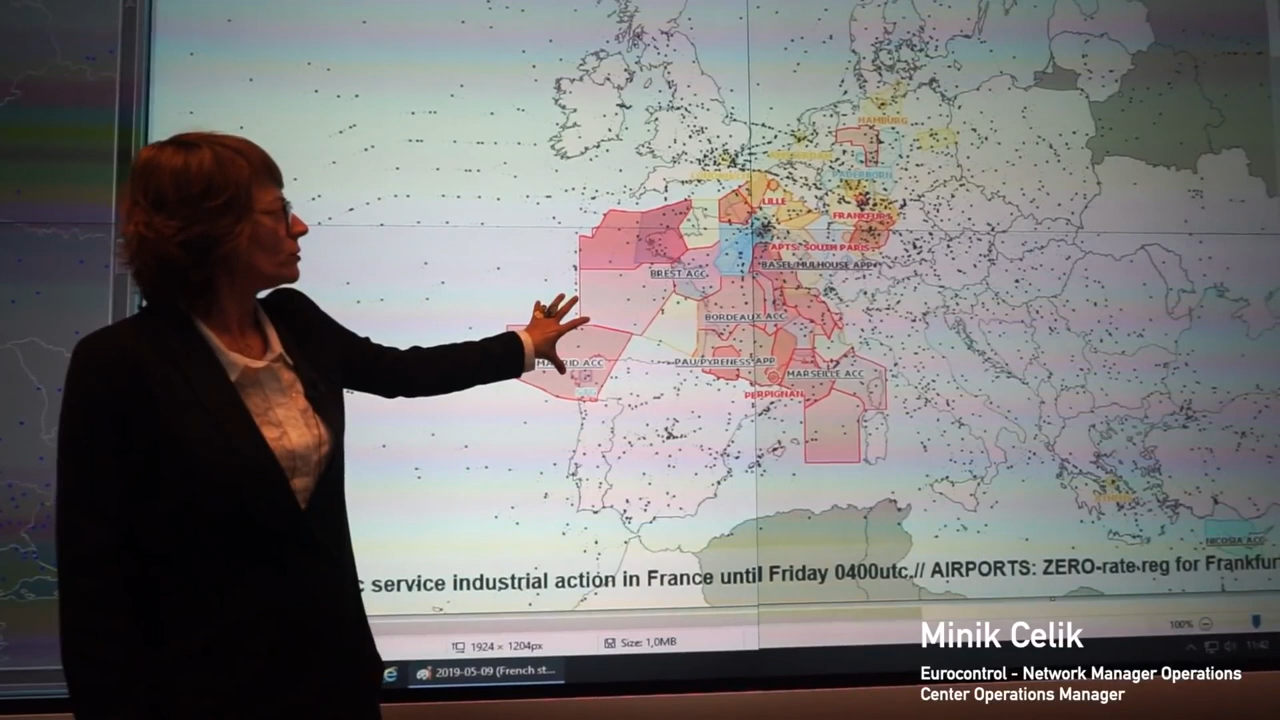 HAMBURG
PADERBORN
LILLE
FRANKFURT
APTS: SOUTH PARIS
BREST ACC
BASEL/MULHOUSE APP
BORDEAUX ACC
MADRID ACC
PAU/PYRENESS APP
MARSEILLE ACC
PERPIGNAN
NICOSIA ACC
c service industrial action in France until Friday 0400utc.// AIRPORTS: ZERO-rate reg for Frankfur
1924 × 1204px
Size: 1,0MB
100%
2019-05-09 (French st...
11:42
Minik Celik
Eurocontrol - Network Manager Operations
Center Operations Manager